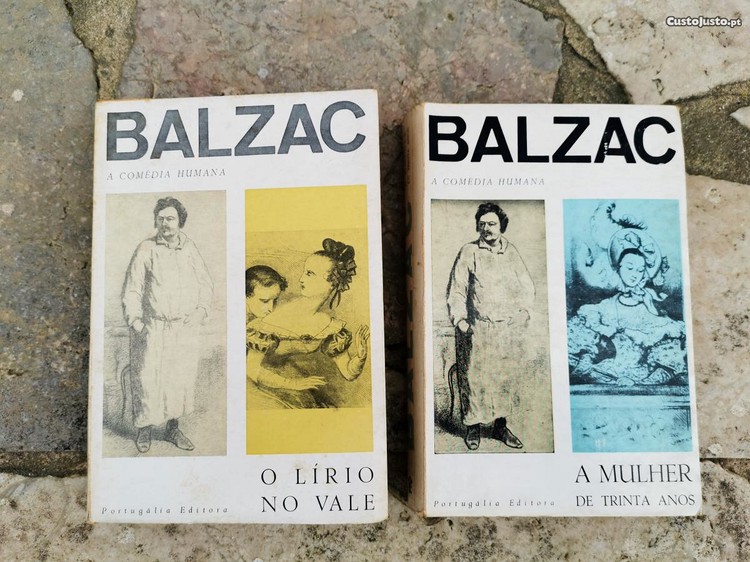 CustoJusto.pt
BALZAC
A COMÉDIA HUMANA
O LÍRIO
NO VALE
Portugália Editora
BALZAC
A COMÉDIA HUMANA
A MULHER
DE TRINTA ANOS
Portugália Editora